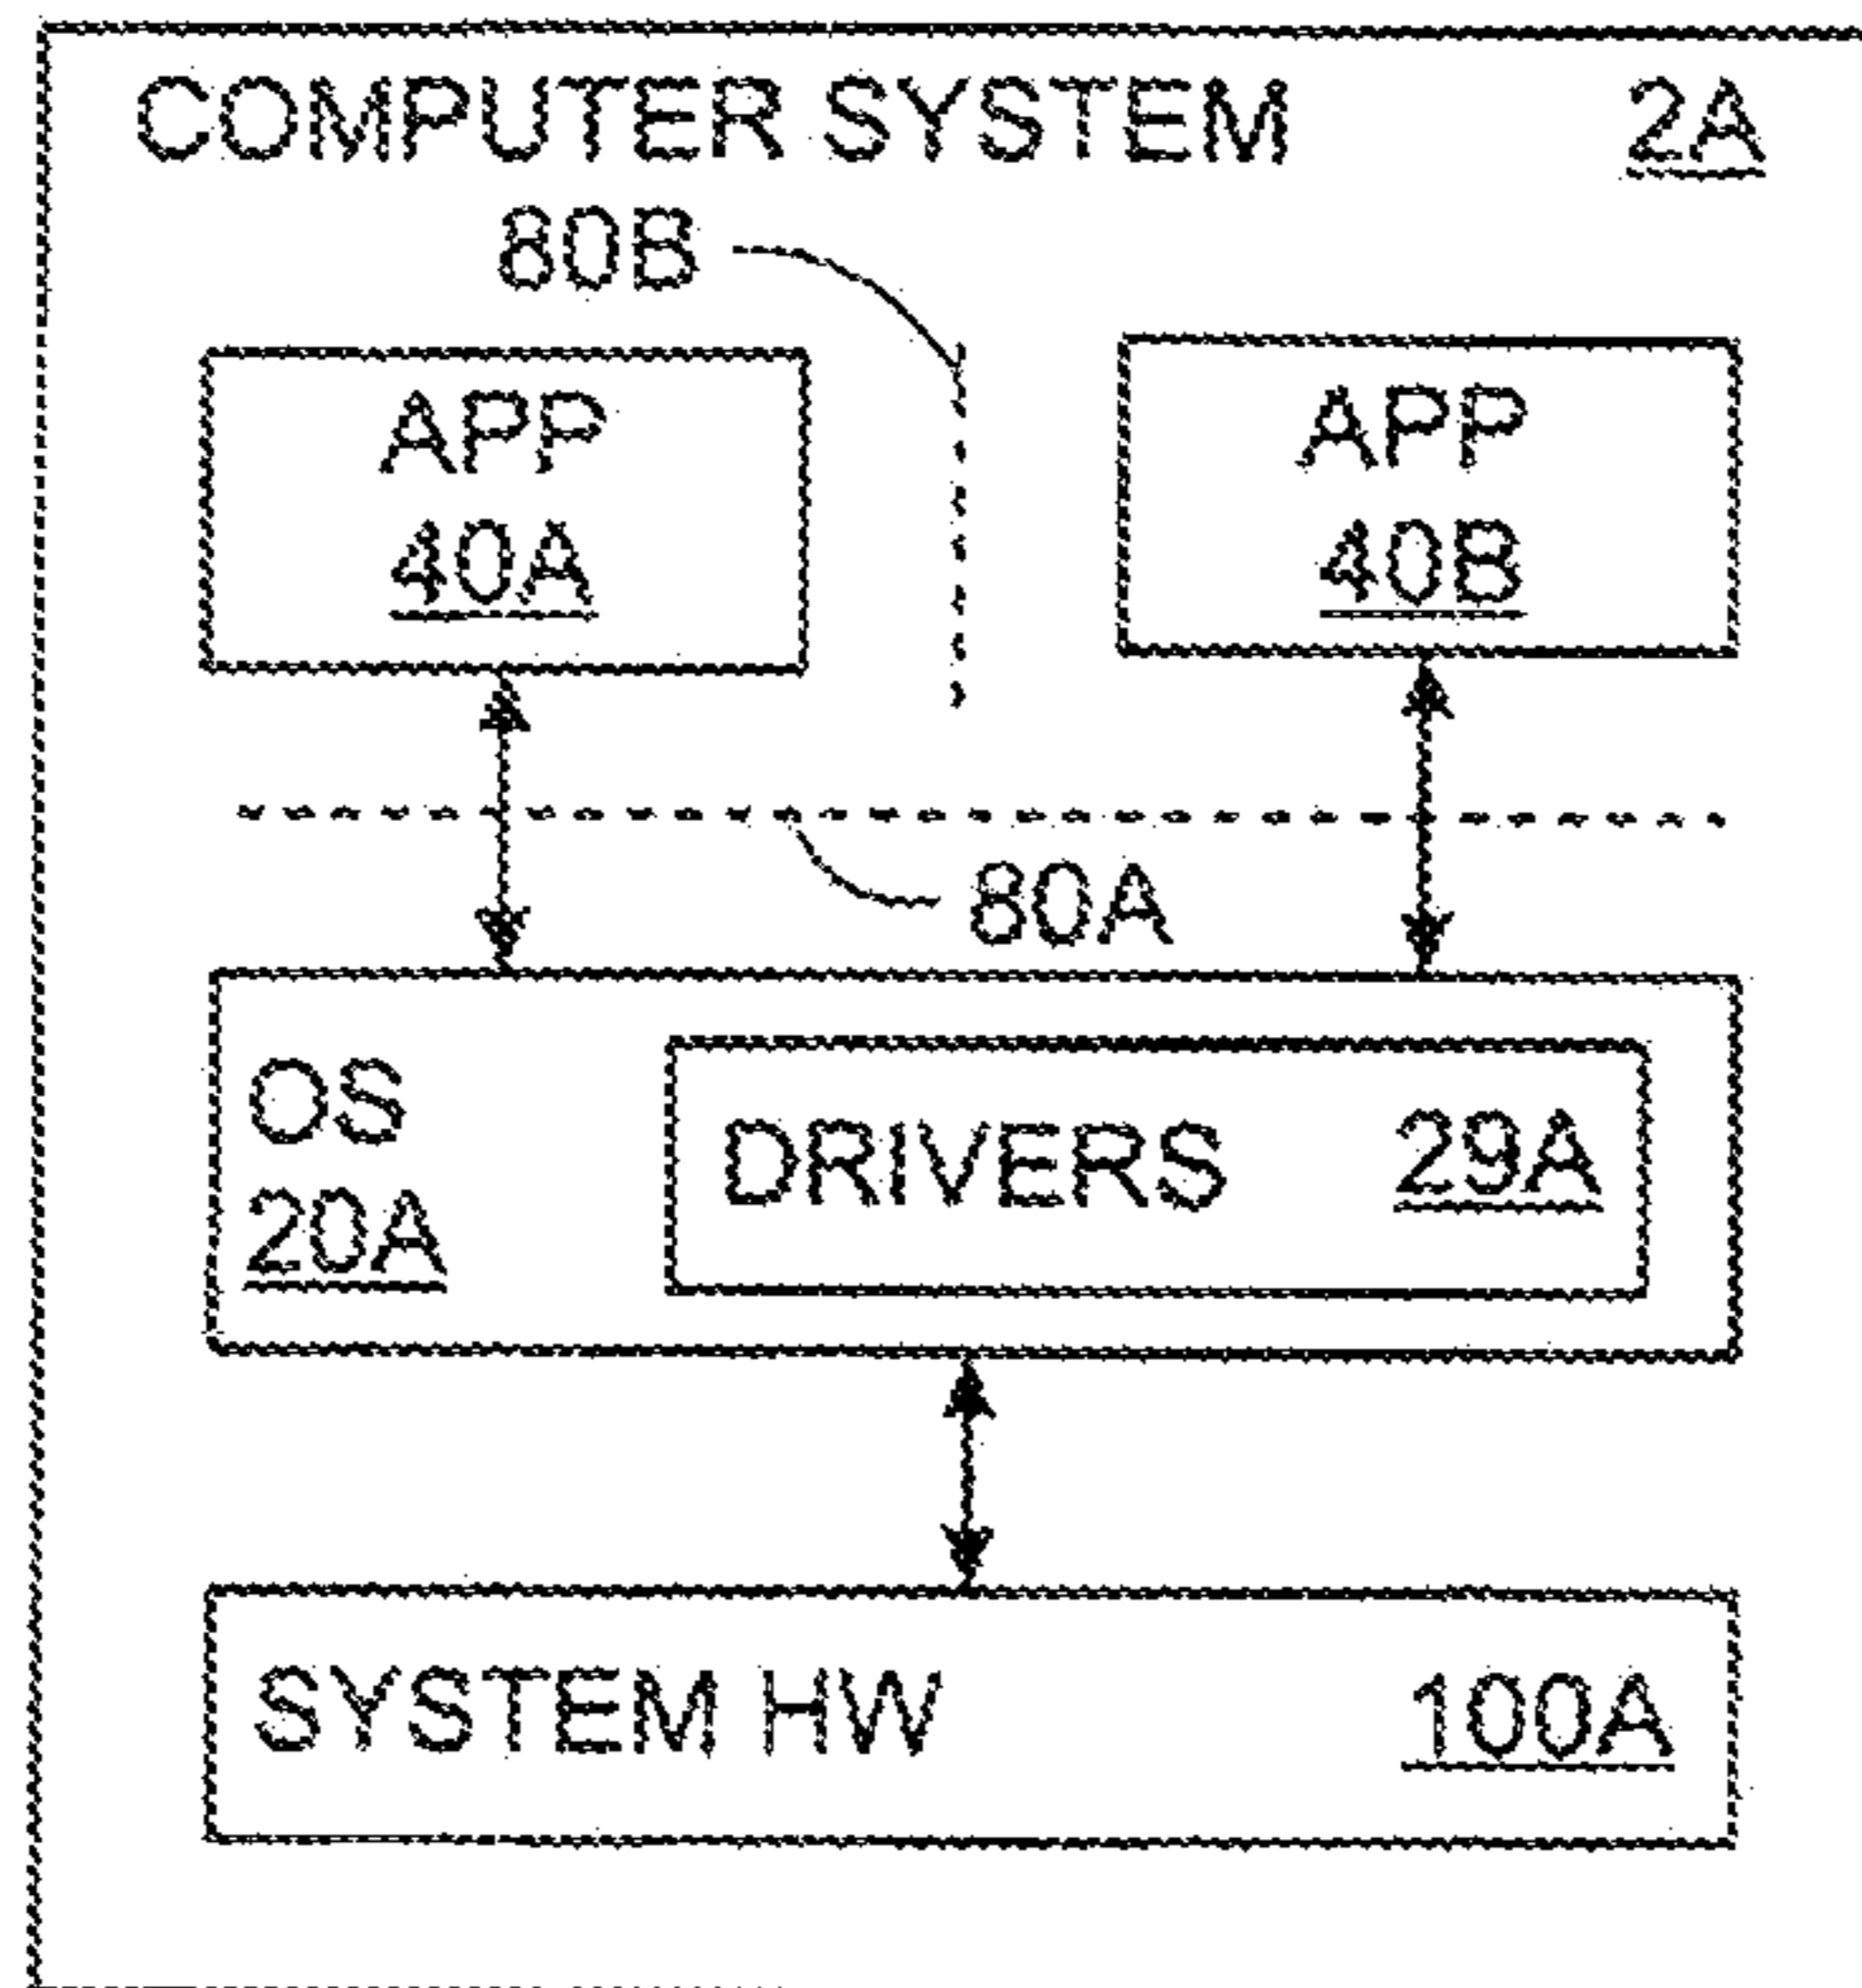 COMPUTER SYSTEM 2A
80B
APP
40A
APP
40B
80A
OS
20A
DRIVERS 29A
SYSTEM HW 100A